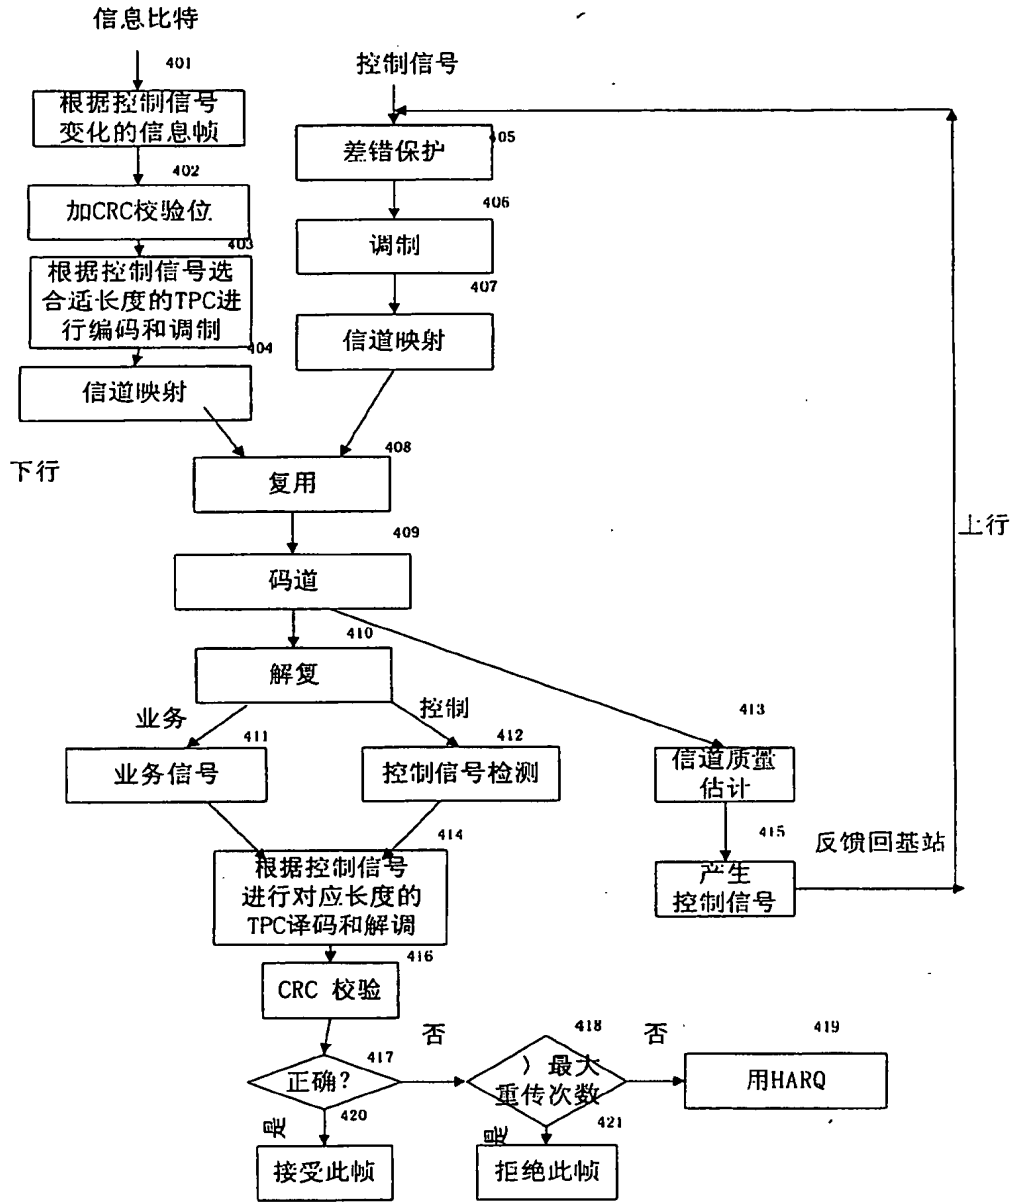 信息比特
401
控制信号
根据控制信号
变化的信息帧
405
差错保护
402
加CRC校验位
406
调制
403
根据控制信号选
合适长度的TPC进
行编码和调制
407
信道映射
404
信道映射
408
下行
复用
409
上行
码道
410
解复
业务
控制
413
411
412
业务信号
控制信号检测
信道质量
估计
414
415
反馈回基站
根据控制信号
进行对应长度的
TPC译码和解调
产生
控制信号
416
CRC 校验
否
418
否
419
417
正确?
〉最大
重传次数
用HARQ
420
421
是
是
接受此帧
拒绝此帧